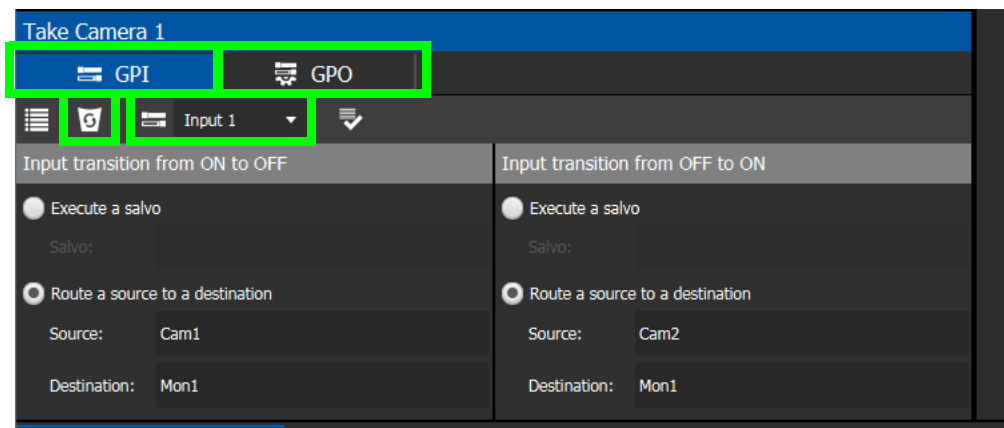 Take Camera 1
GPI GPO
Input 1
Input transition from ON to OFF Input transition from OFF to ON
Execute a salvo Execute a salvo
Salvo: Salvo:
Route a source to a destination Route a source to a destination
Source: Cam1 Source: Cam2
Destination: Mon1 Destination: Mon1